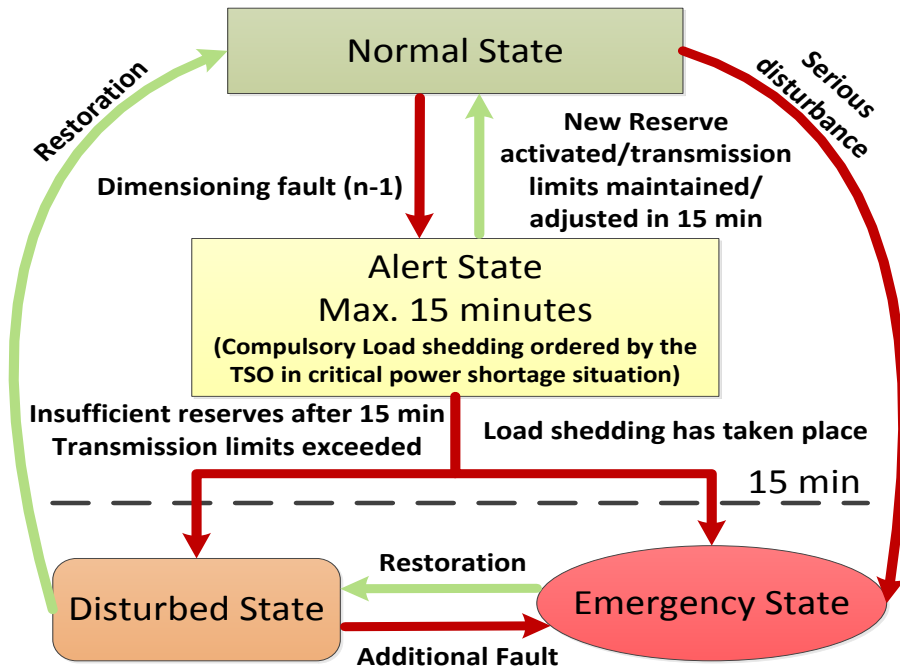 Normal State
Restoration
Serious
disturbance
Dimensioning fault (n-1)
New Reserve
activated/transmission
limits maintained/
adjusted in 15 min
Alert State
Max. 15 minutes
(Compulsory Load shedding ordered by the
TSO in critical power shortage situation)
Insufficient reserves after 15 min
Transmission limits exceeded
Load shedding has taken place
15 min
Disturbed State
Restoration
Emergency State
Additional Fault